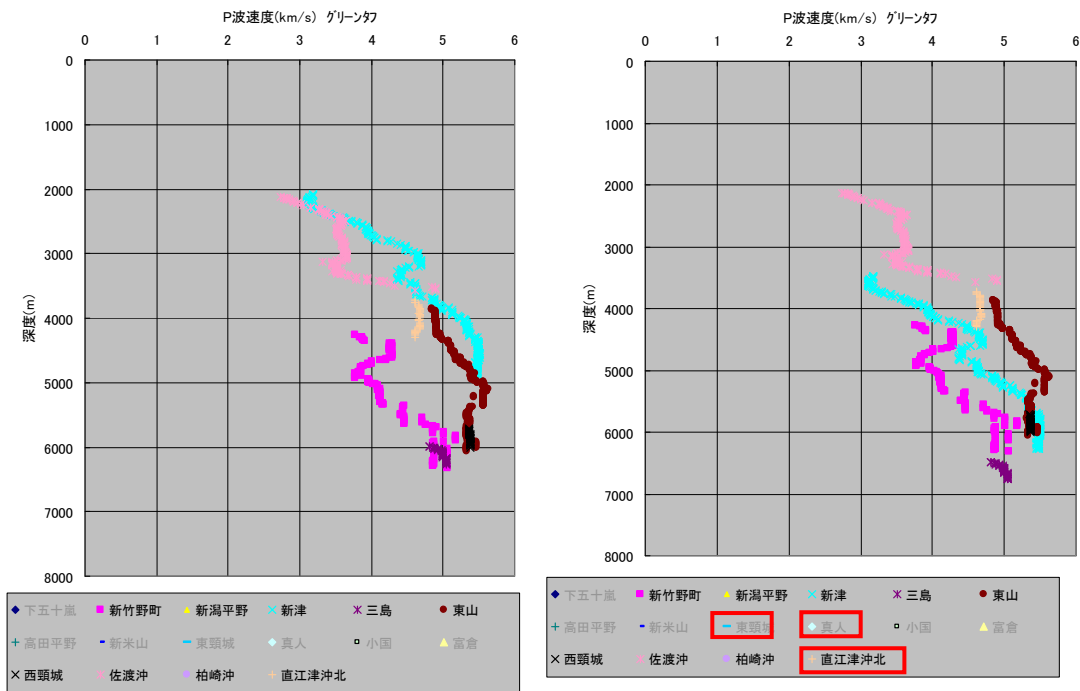 P波速度(km/s) グリーンタフ
0 1 2 3 4 5 6
0
1000
2000
3000
4000
5000
6000
7000
8000
深度(m)
下五十嵐 新竹野町 新潟平野 新津 三島 東山
高田平野 新米山 東頸城 真人 小国 富倉
西頸城 佐渡沖 柏崎沖 直江津沖北
P波速度(km/s) グリーンタフ
0 1 2 3 4 5 6
0
1000
2000
3000
4000
5000
6000
7000
8000
深度(m)
下五十嵐 新竹野町 新潟平野 新津 三島 東山
高田平野 新米山 東頸城 真人 小国 富倉
西頸城 佐渡沖 柏崎沖 直江津沖北